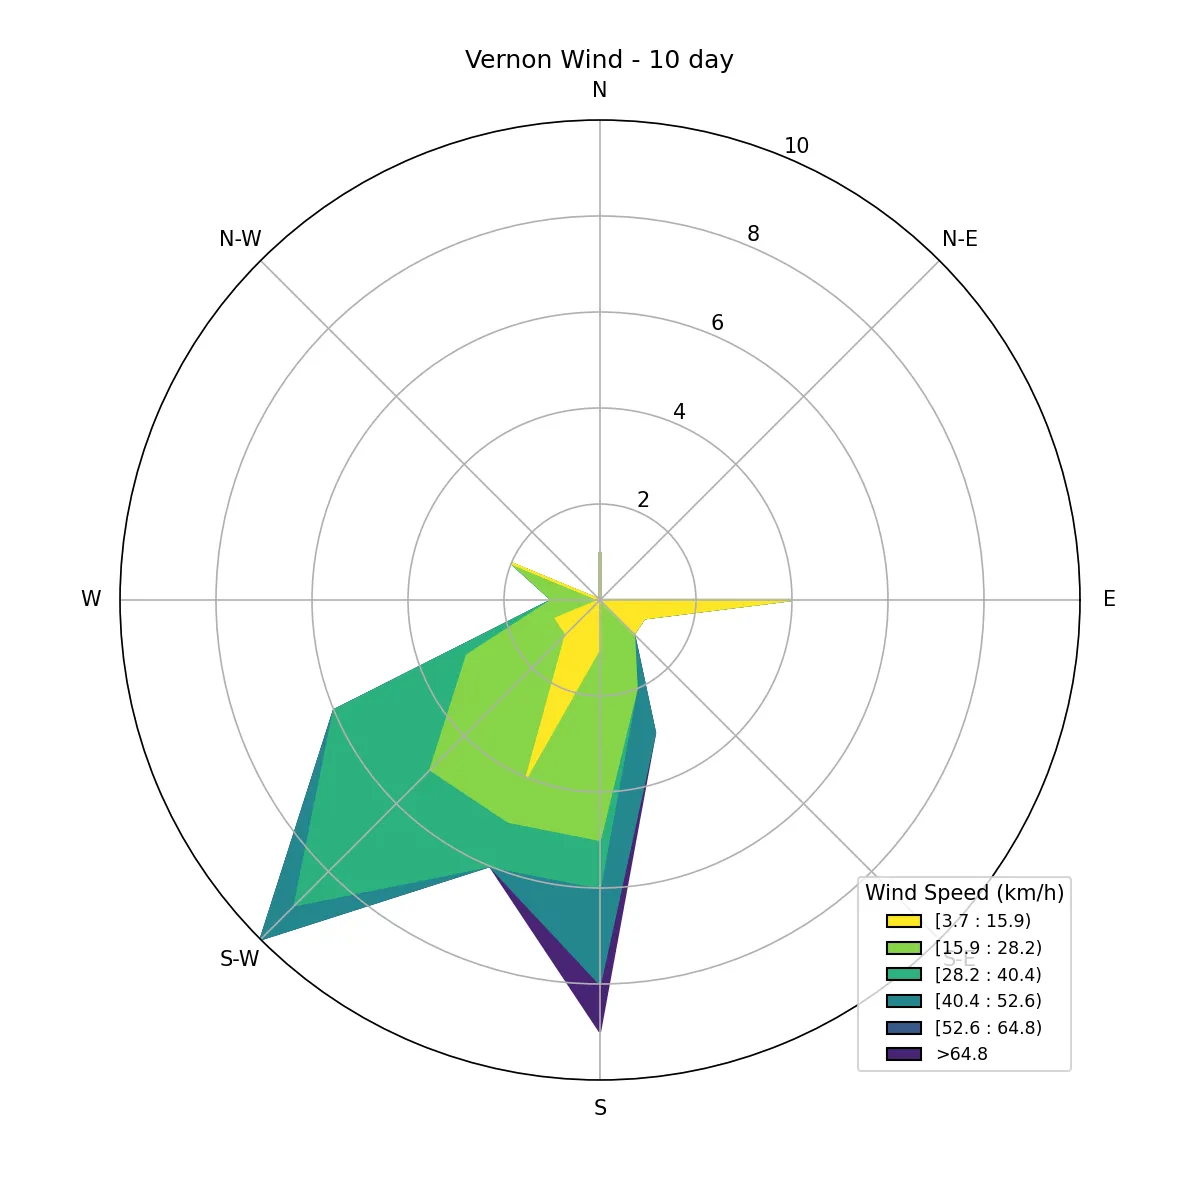 Vernon Wind - 10 day
N
10
N-W
N-E
8
6
4
2
W
E
Wind Speed (km/h)
[3.7 : 15.9)
[15.9 : 28.2)
S-W
S-E
[28.2 : 40.4)
[40.4 : 52.6)
[52.6 : 64.8)
>64.8
S